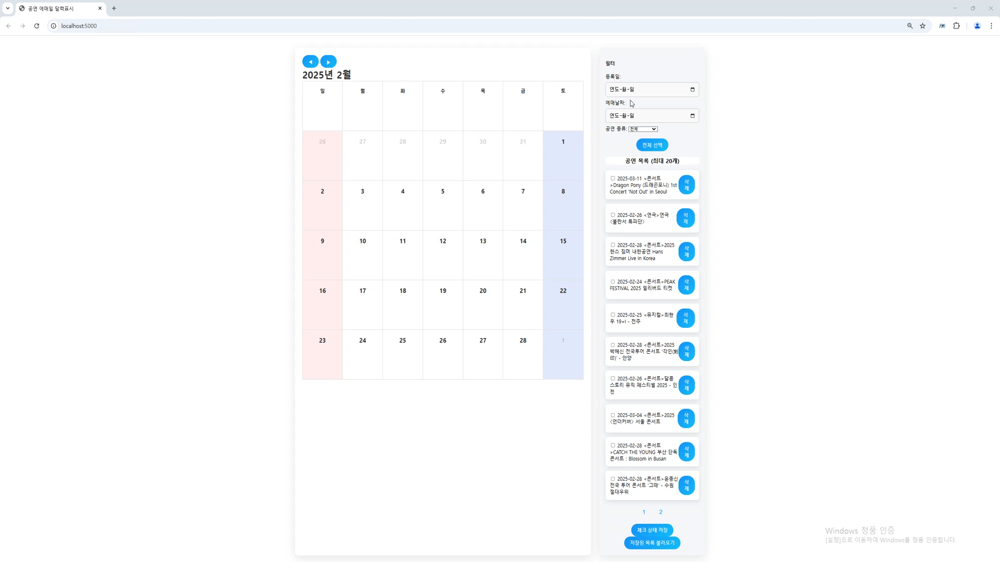 공연 예매일 달력표시
localhost:5000
◀ ▶
2025년 2월
일 월 화 수 목 금 토
26 27 28 29 30 31 1
2 3 4 5 6 7 8
9 10 11 12 13 14 15
16 17 18 19 20 21 22
23 24 25 26 27 28 1
필터
등록일:
연도-월-일
예매날짜:
연도-월-일
공연 종류: 전체
전체 선택
공연 목록 (최대 20개)
2025-03-11 <콘서트
>Dragon Pony (드래곤포니) 1st
Concert 'Not Out' in Seoul
삭
제
2025-02-26 <연극>연극
〈불란서 특파단〉
삭
제
2025-02-28 <콘서트>2025
한스 짐머 내한공연 Hans
Zimmer Live in Korea
삭
제
2025-02-24 <콘서트>PEAK
FESTIVAL 2025 얼리버드 티켓
삭
제
2025-02-25 <뮤지컬>최현
우 19+I - 전주
삭
제
2025-02-28 <콘서트>2025
박혜신 전국투어 콘서트 '각인(刻
印)' - 안양
삭
제
2025-02-26 <콘서트>달콤
스토리 뮤직 페스티벌 2025 - 인
천
삭
제
2025-03-04 <콘서트>2025
〈언더커버〉 서울 콘서트
삭
제
2025-02-28 <콘서트
>CATCH THE YOUNG 부산 단독
콘서트 : Blossom in Busan
삭
제
2025-02-28 <콘서트>윤종신
전국 투어 콘서트 '그때' - 수원
절대우위
삭
제
1 2
체크 상태 저장
저장된 목록 불러오기
Windows 정품 인증
[설정]으로 이동하여 Windows를 정품 인증합니다.